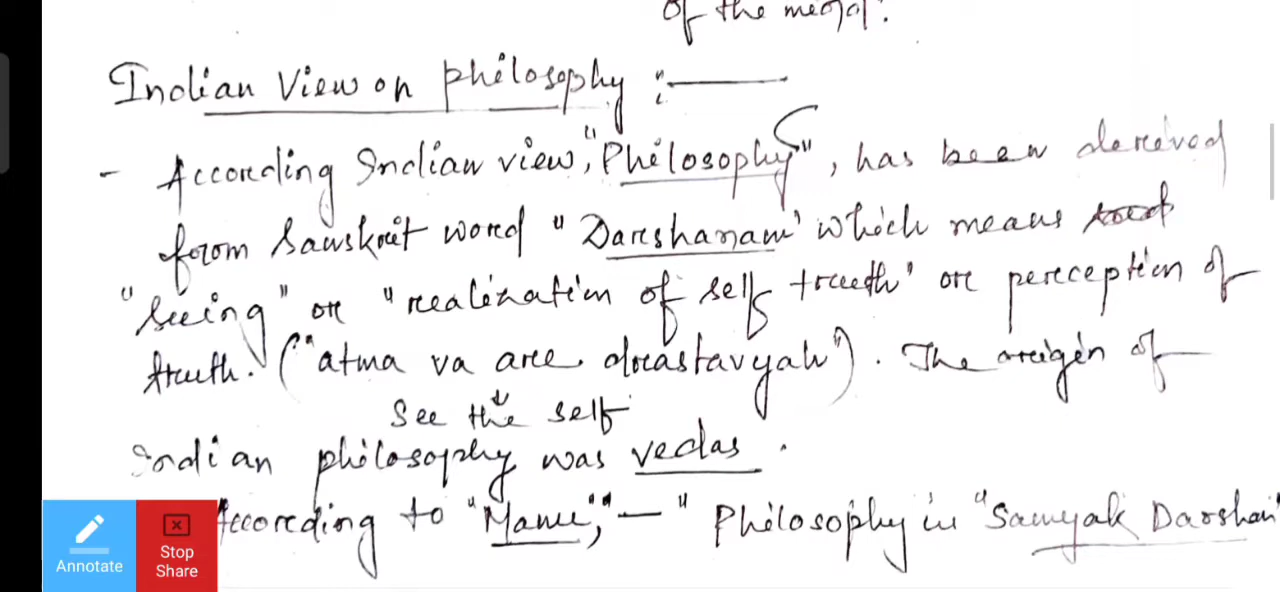 of the mind.
Indian View on philosophy :—
- According Indian view, "Philosophy", has been derived
from Sanskrit word "Darshanam' which means
"Seeing" or "realization of self truth" or perception of
truth. ("atma va are drastavyah"). The origin of
See the self
Indian philosophy was vedas.
According to "Manu", — "Philosophy in "Samyak Darshan"
Annotate
Stop
Share